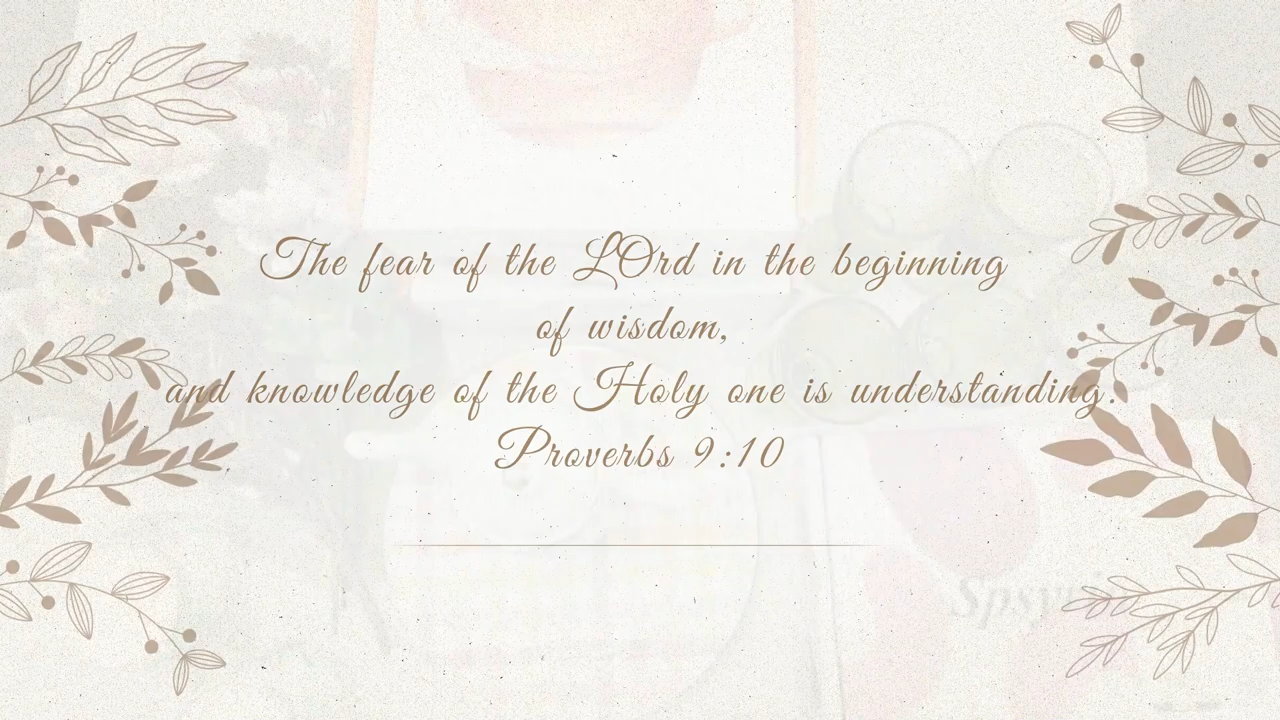 The fear of the LOrd in the beginning
of wisdom,
and knowledge of the Holy one is understanding.
Proverbs 9:10